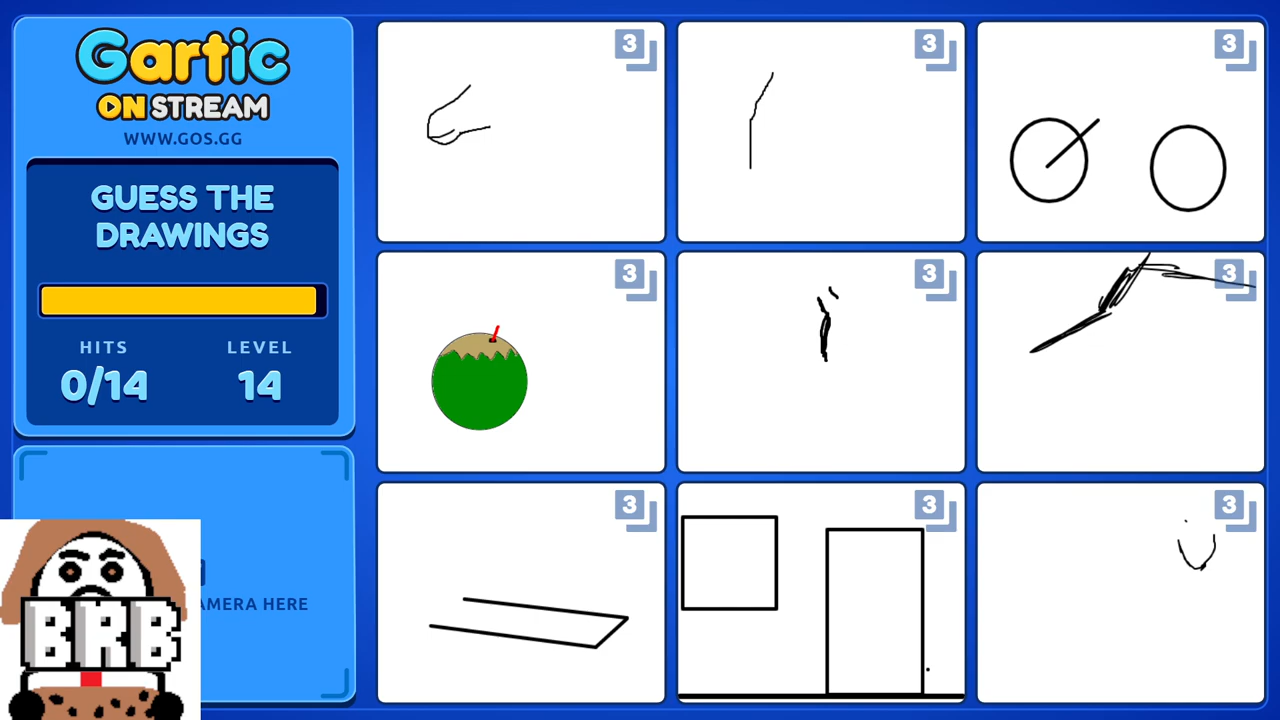 Gartic
ON STREAM
WWW.GOS.GG
GUESS THE
DRAWINGS
HITS
LEVEL
0/14
14
AMERA HERE
BRB
3
3
3
3
3
3
3
3
3